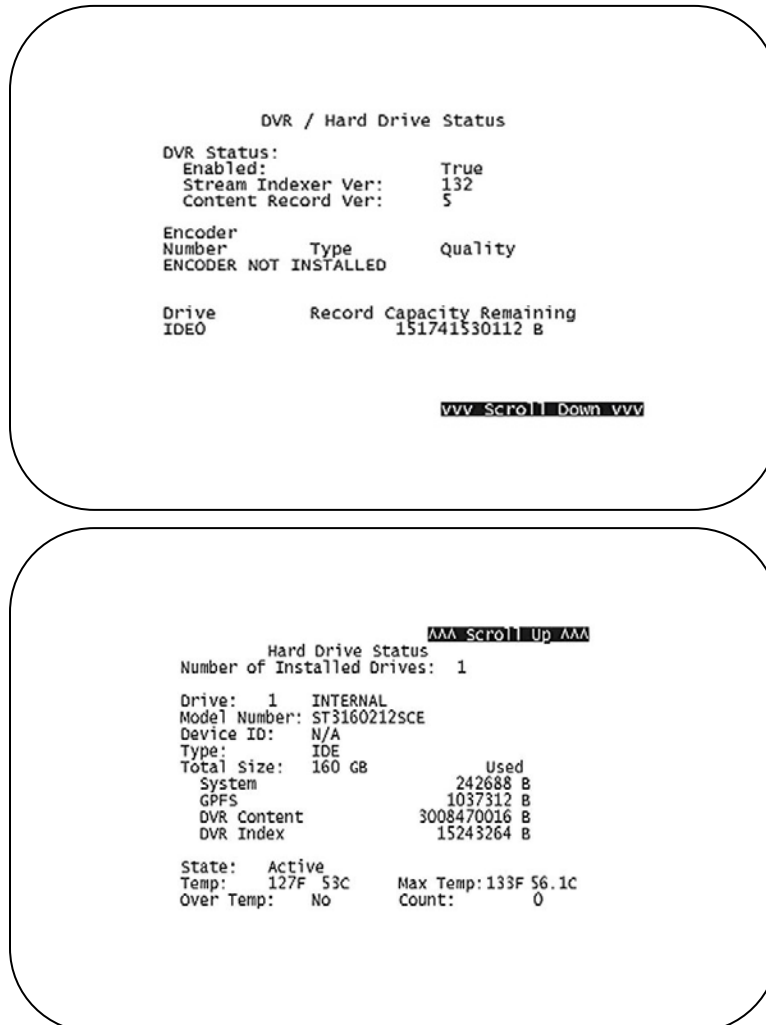 DVR / Hard Drive Status
DVR Status:
Enabled: True
Stream Indexer Ver: 132
Content Record Ver: 5
Encoder
Number Type Quality
ENCODER NOT INSTALLED
Drive Record Capacity Remaining
IDE0 151741530112 B
vvv Scroll Down vvv
ΛΛΛ Scroll Up ΛΛΛ
Hard Drive Status
Number of Installed Drives: 1
Drive: 1 INTERNAL
Model Number: ST3160212SCE
Device ID: N/A
Type: IDE
Total Size: 160 GB Used
System 242688 B
GPFS 1037312 B
DVR Content 3008470016 B
DVR Index 15243264 B
State: Active
Temp: 127F 53C Max Temp: 133F 56.1C
Over Temp: No Count: 0